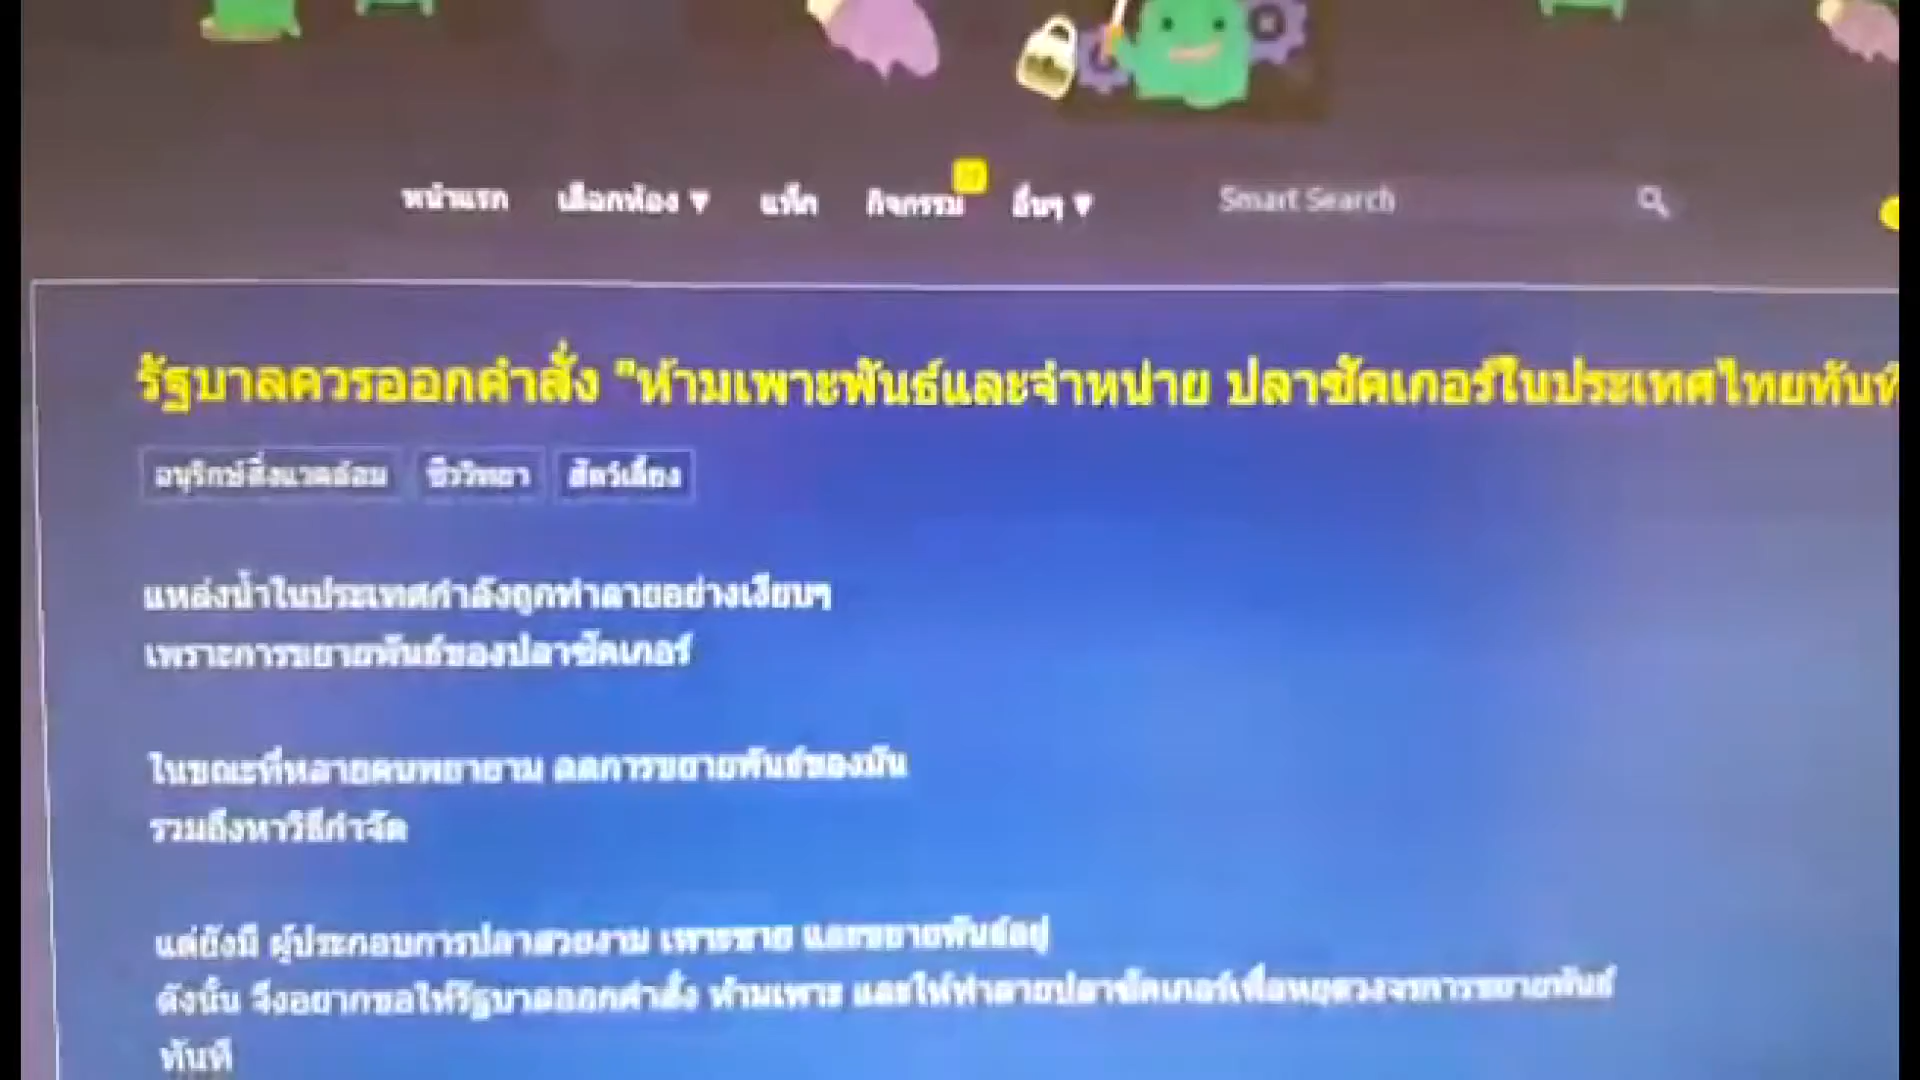 หน้าแรก เลือกห้อง ▼ แท็ก กิจกรรม อื่นๆ ▼ Smart Search
รัฐบาลควรออกคำสั่ง "ห้ามเพาะพันธ์และจำหน่าย ปลาซัคเกอร์ในประเทศไทยทันที
อนุรักษ์สิ่งแวดล้อม ชีววิทยา สัตว์เลี้ยง
แหล่งน้ำในประเทศกำลังถูกทำลายอย่างเงียบๆ
เพราะการขยายพันธ์ของปลาซัคเกอร์
ในขณะที่หลายคนพยายาม ลดการขยายพันธ์ของมัน
รวมถึงหาวิธีกำจัด
แต่ยังมี ผู้ประกอบการปลาสวยงาม เพาะขาย และขยายพันธ์อยู่
ดังนั้น จึงอยากขอให้รัฐบาลออกคำสั่ง ห้ามเพาะ และให้ทำลายปลาซัคเกอร์เพื่อหยุดวงจรการขยายพันธ์
ทันที